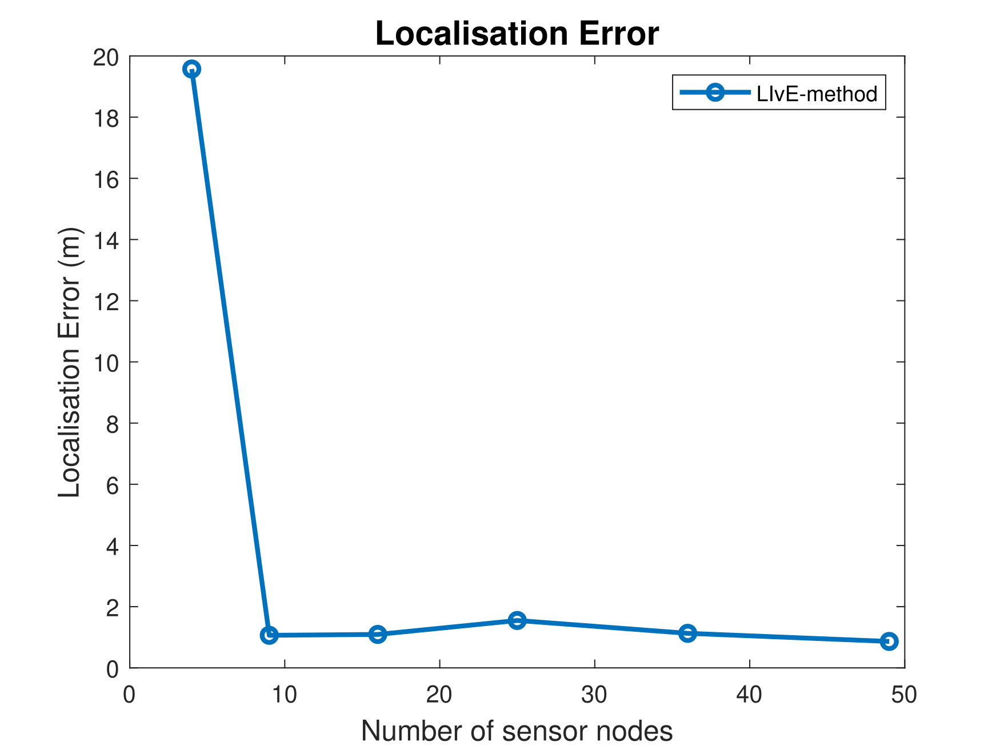 Localisation Error
LIvE-method
20
18
16
14
12
10
8
6
4
2
0
Localisation Error (m)
0 10 20 30 40 50
Number of sensor nodes